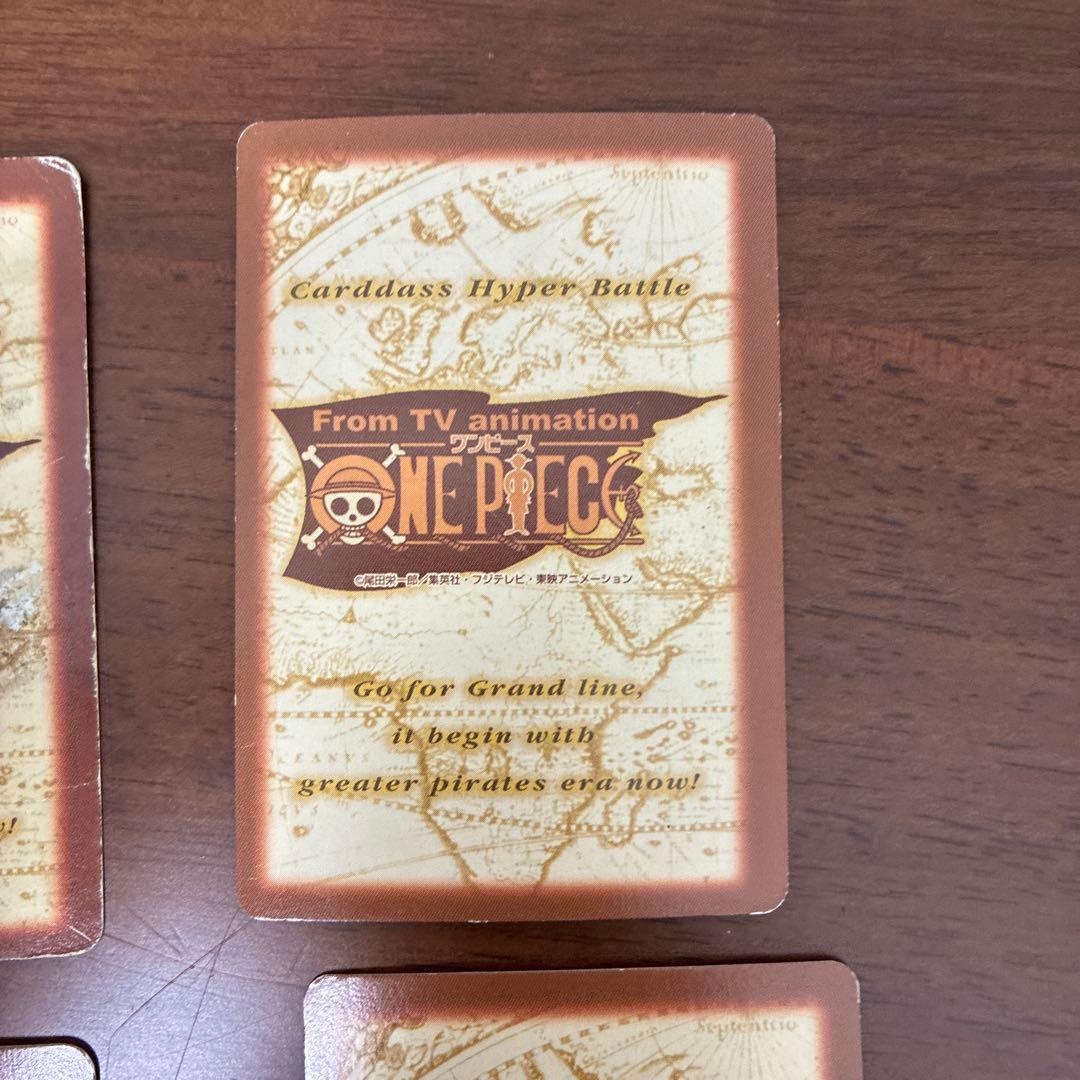 Septentrio
Carddass Hyper Battle
From TV animation
ワンピース
ONE PIECE
©尾田栄一郎/集英社・フジテレビ・東映アニメーション
Go for Grand line,
it begin with
greater pirates era now!
Septentrio